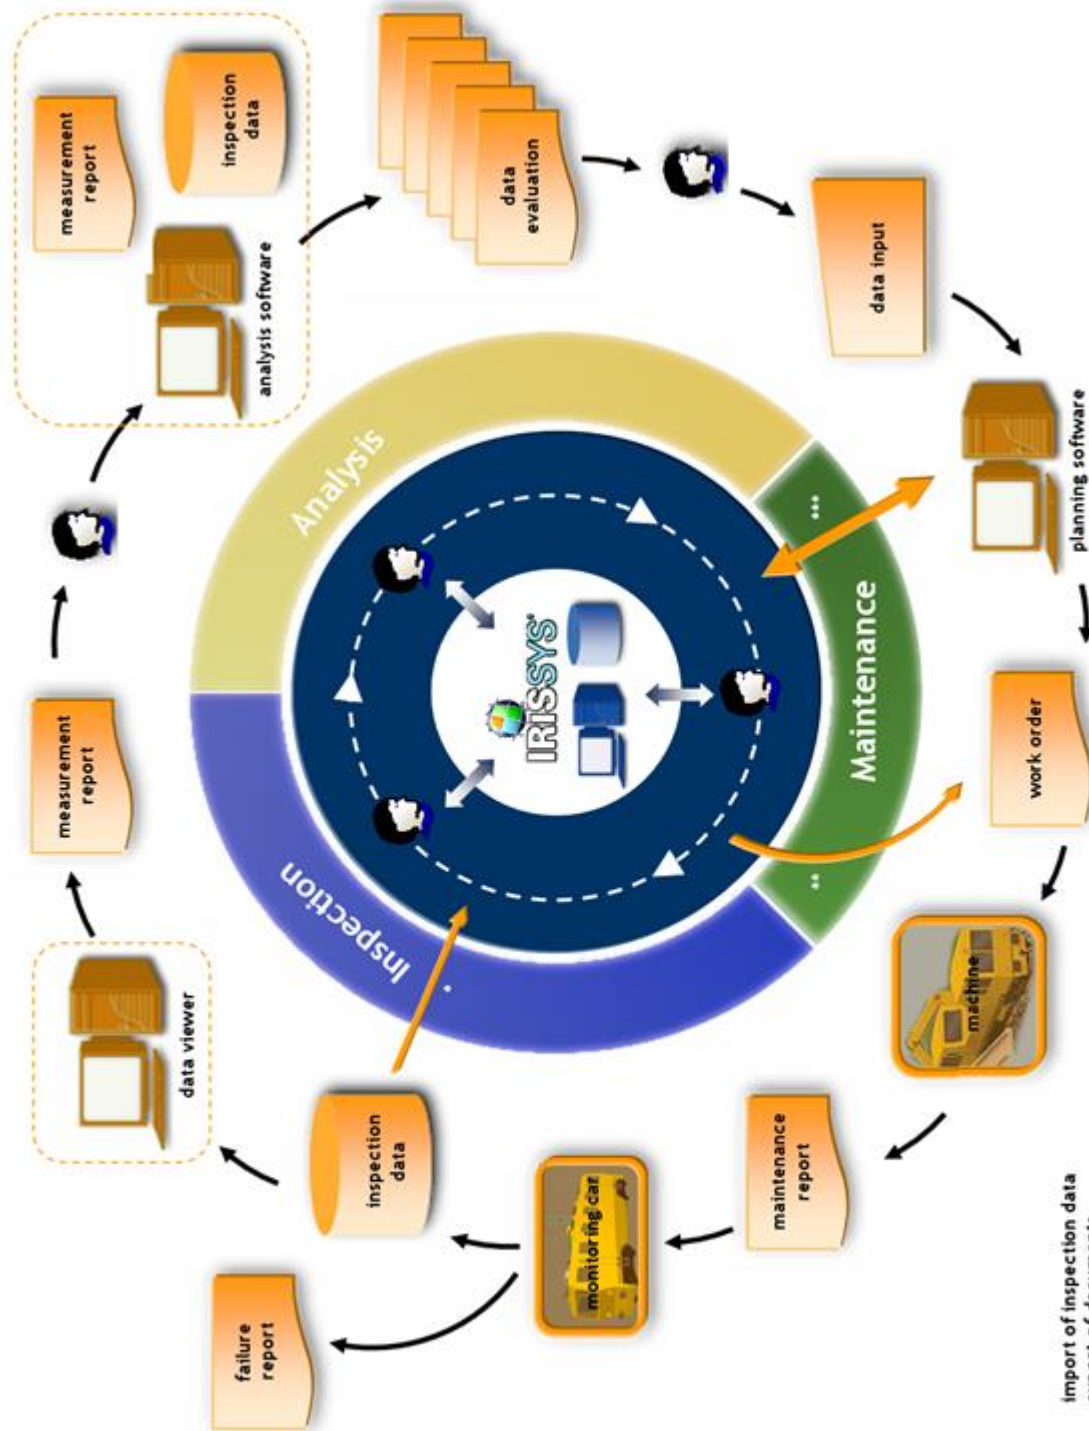 measurement
report
measurement
report
data viewer
inspection
data
failure
report
analysis software
Analysis
Inspection
.
inspection
data
data
evaluation
IRISSYS®
monitoring car
maintenance
report
..
Maintenance
...
data input
machine
work order
planning software
import of inspection data